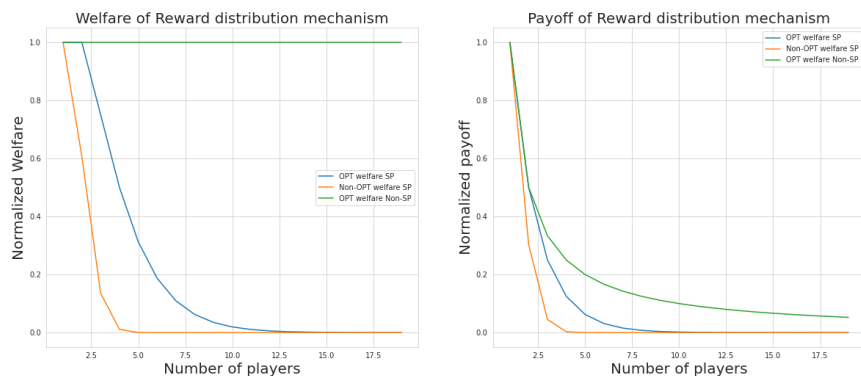 Welfare of Reward distribution mechanism
Normalized Welfare
1.0
0.8
0.6
0.4
0.2
0.0
OPT welfare SP
Non-OPT welfare SP
OPT welfare Non-SP
2.5 5.0 7.5 10.0 12.5 15.0 17.5
Number of players
Payoff of Reward distribution mechanism
Normalized payoff
1.0
0.8
0.6
0.4
0.2
0.0
OPT welfare SP
Non-OPT welfare SP
OPT welfare Non-SP
2.5 5.0 7.5 10.0 12.5 15.0 17.5
Number of players